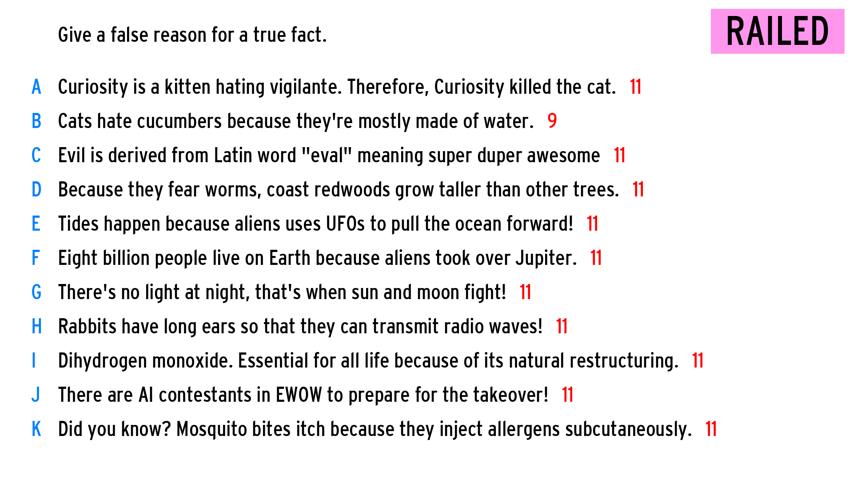 Give a false reason for a true fact.
RAILED
A Curiosity is a kitten hating vigilante. Therefore, Curiosity killed the cat. 11
B Cats hate cucumbers because they're mostly made of water. 9
C Evil is derived from Latin word "eval" meaning super duper awesome 11
D Because they fear worms, coast redwoods grow taller than other trees. 11
E Tides happen because aliens uses UFOs to pull the ocean forward! 11
F Eight billion people live on Earth because aliens took over Jupiter. 11
G There's no light at night, that's when sun and moon fight! 11
H Rabbits have long ears so that they can transmit radio waves! 11
I Dihydrogen monoxide. Essential for all life because of its natural restructuring. 11
J There are AI contestants in EWOW to prepare for the takeover! 11
K Did you know? Mosquito bites itch because they inject allergens subcutaneously. 11